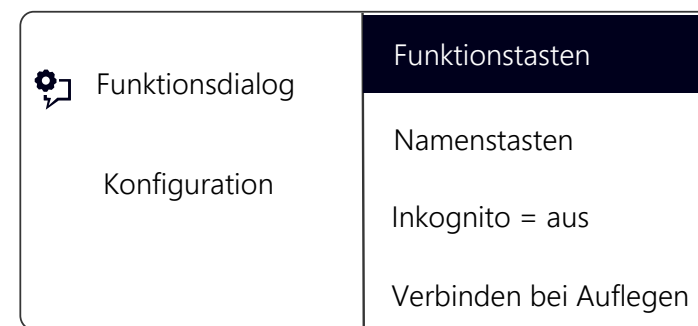 Funktionsdialog
Konfiguration
Funktionstasten
Namenstasten
Inkognito = aus
Verbinden bei Auflegen